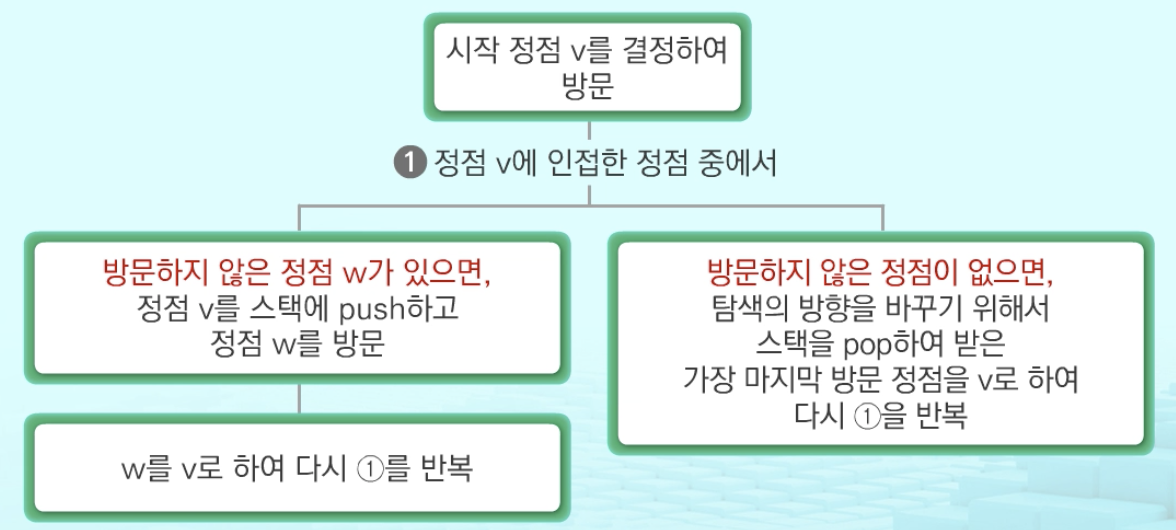 시작 정점 v를 결정하여
방문
❶ 정점 v에 인접한 정점 중에서
방문하지 않은 정점 w가 있으면,
정점 v를 스택에 push하고
정점 w를 방문
w를 v로 하여 다시 ①를 반복
방문하지 않은 정점이 없으면,
탐색의 방향을 바꾸기 위해서
스택을 pop하여 받은
가장 마지막 방문 정점을 v로 하여
다시 ①을 반복